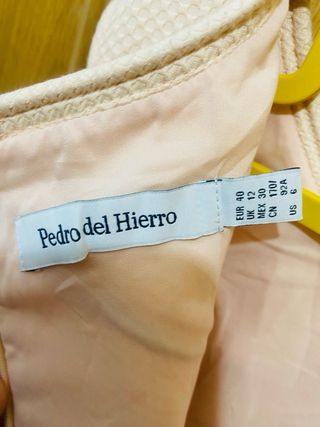 Pedro del Hierro
EUR 40
UK 12
MEX 30
CN 170/
92A
US 6